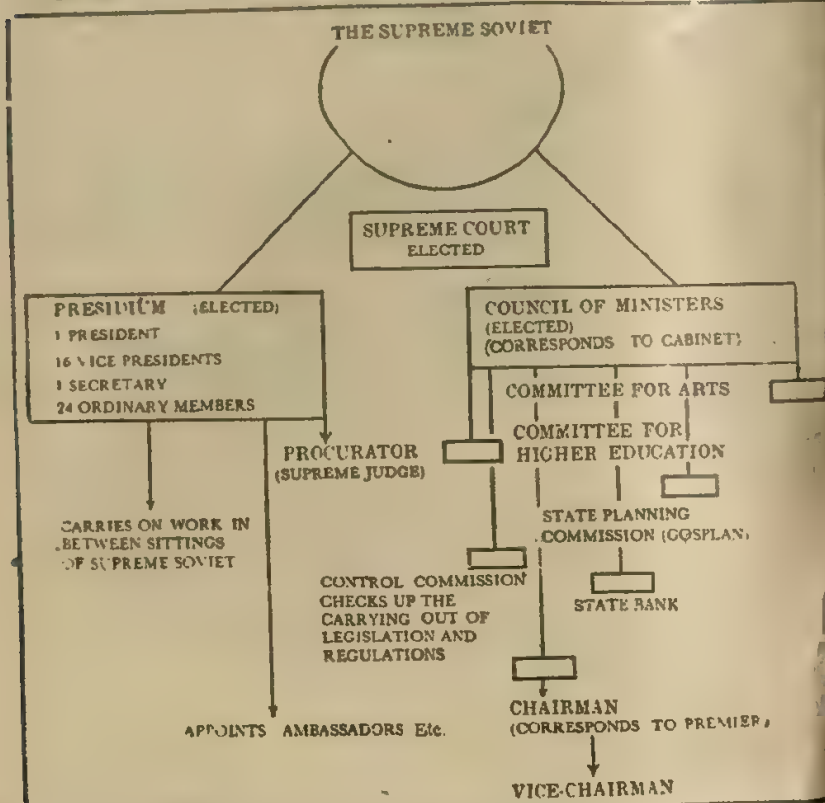 THE SUPREME SOVIET
SUPREME COURT
ELECTED
PRESIDIUM (ELECTED)
1 PRESIDENT
16 VICE PRESIDENTS
1 SECRETARY
24 ORDINARY MEMBERS
COUNCIL OF MINISTERS
(ELECTED)
(CORRESPONDS TO CABINET)
COMMITTEE FOR ARTS
COMMITTEE FOR
HIGHER EDUCATION
PROCURATOR
(SUPREME JUDGE)
STATE PLANNING
COMMISSION (GOSPLAN)
CARRIES ON WORK IN
BETWEEN SITTINGS
OF SUPREME SOVIET
CONTROL COMMISSION
CHECKS UP THE
CARRYING OUT OF
LEGISLATION AND
REGULATIONS
STATE BANK
CHAIRMAN
(CORRESPONDS TO PREMIER)
APPOINTS AMBASSADORS Etc.
VICE-CHAIRMAN